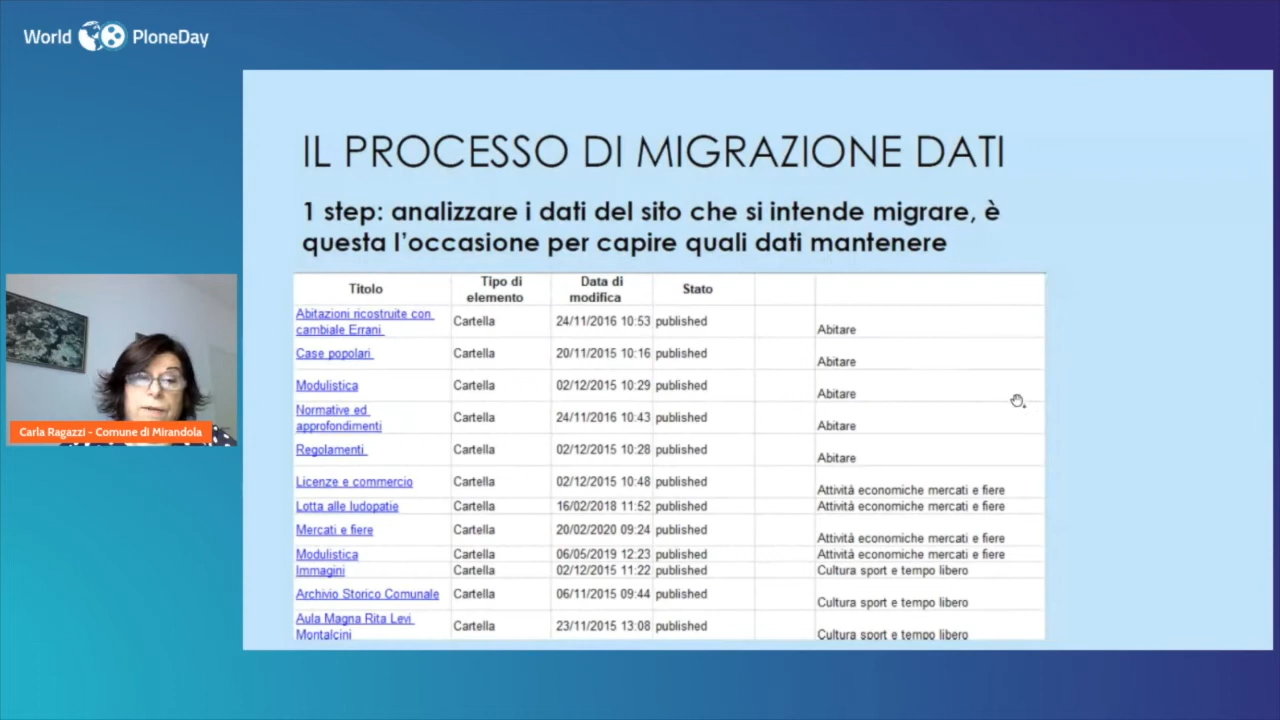 World PloneDay
IL PROCESSO DI MIGRAZIONE DATI
1 step: analizzare i dati del sito che si intende migrare, è
questa l'occasione per capire quali dati mantenere
Titolo Tipo di elemento Data di modifica Stato
Abitazioni ricostruite con cambiale Errani Cartella 24/11/2016 10:53 published Abitare
Case popolari Cartella 20/11/2015 10:16 published Abitare
Modulistica Cartella 02/12/2015 10:29 published Abitare
Normative ed approfondimenti Cartella 24/11/2016 10:43 published Abitare
Regolamenti Cartella 02/12/2015 10:28 published Abitare
Licenze e commercio Cartella 02/12/2015 10:48 published Attività economiche mercati e fiere
Lotta alle ludopatie Cartella 16/02/2018 11:52 published Attività economiche mercati e fiere
Mercati e fiere Cartella 20/02/2020 09:24 published Attività economiche mercati e fiere
Modulistica Cartella 06/05/2019 12:23 published Attività economiche mercati e fiere
Immagini Cartella 02/12/2015 11:22 published Cultura sport e tempo libero
Archivio Storico Comunale Cartella 06/11/2015 09:44 published Cultura sport e tempo libero
Aula Magna Rita Levi Montalcini Cartella 23/11/2015 13:08 published Cultura sport e tempo libero
Carla Ragazzi - Comune di Mirandola